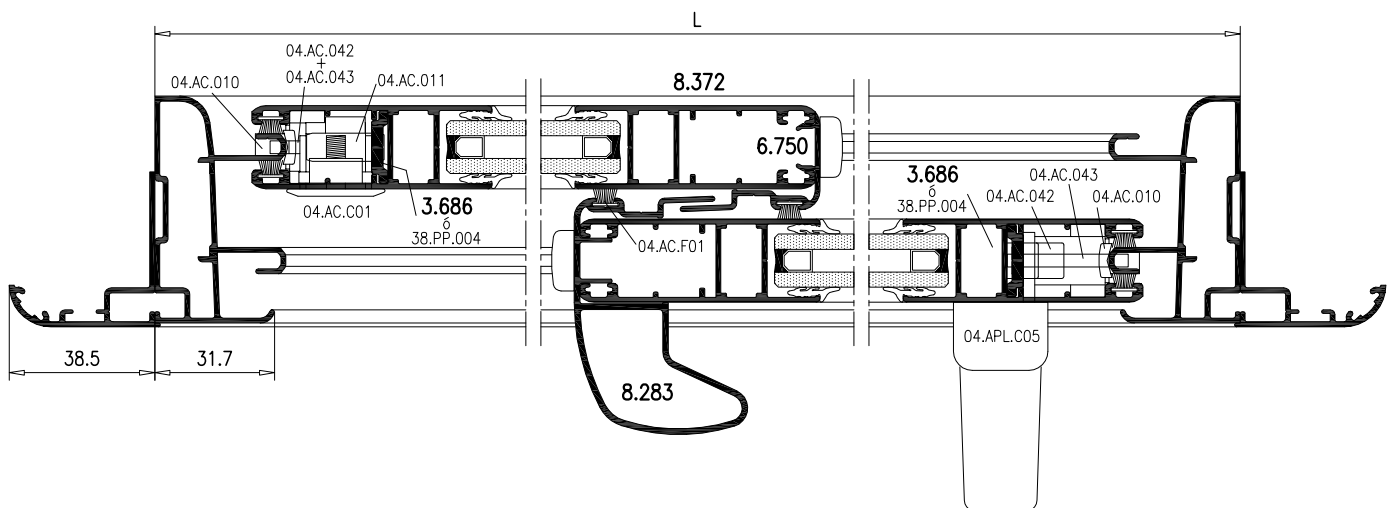 L
04.AC.042
+
04.AC.043
04.AC.010
04.AC.011
8.372
6.750
3.686
ó
38.PP.004
04.AC.043
04.AC.042
04.AC.010
04.AC.C01
3.686
ó
38.PP.004
04.AC.F01
04.APL.C05
38.5
31.7
8.283